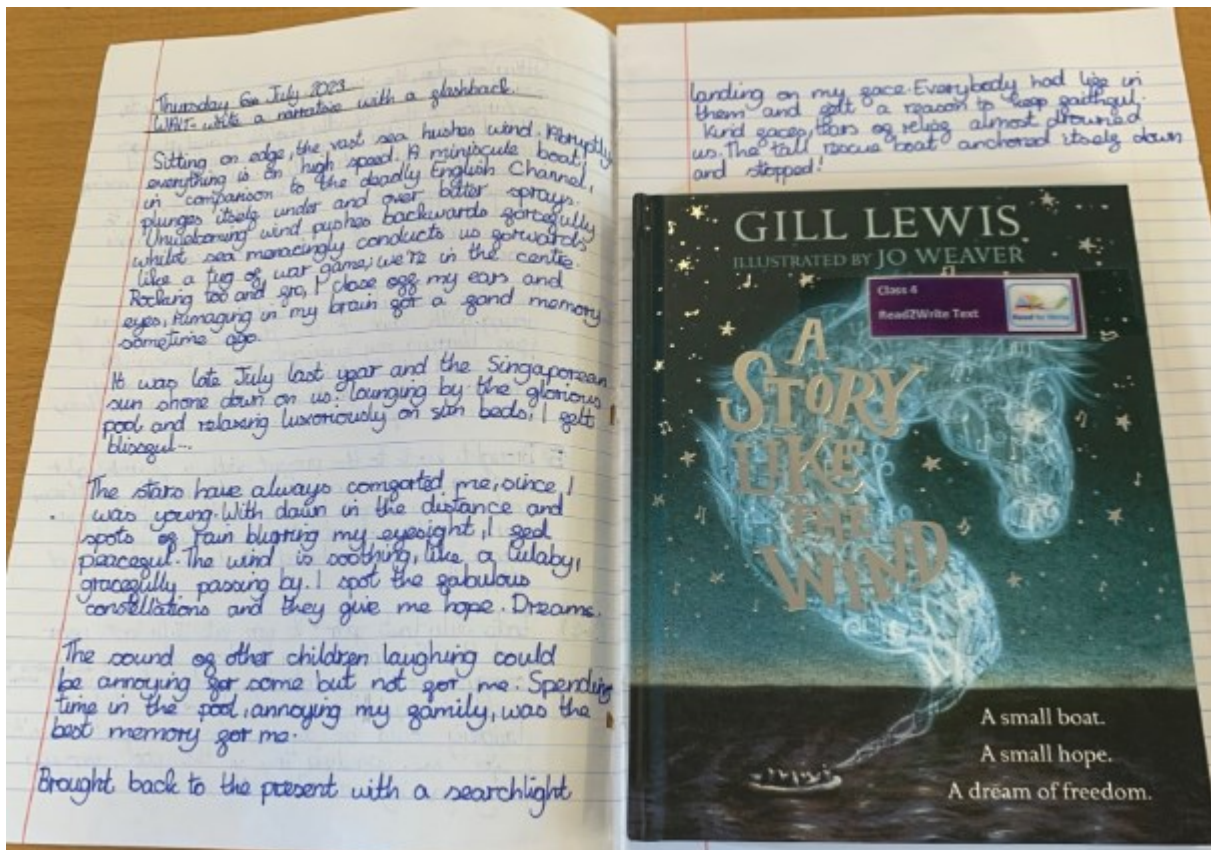 Thursday 6th July 2023
WALT- write a narrative with a flashback.
Sitting on edge, the vast sea hushes wind. Abruptly
everything is on high speed. A miniscule boat,
in comparison to the deadly English Channel,
plunges itself under and over bitter sprays.
Unwelcoming wind pushes backwards forcefully
whilst sea menacingly conducts us forwards
like a tug of war game; we're in the centre.
Rocking too and fro, I close off my ears and
eyes, rumaging in my brain for a fond memory
sometime ago.
It was late July last year and the Singaporean
sun shone down on us. lounging by the glorious
pool and relaxing luxoriously on sun beds, I felt
blissful...
The stars have always comforted me, since I
was young. With dawn in the distance and
spots of rain blurring my eyesight, I feel
peaceful. The wind is soothing, like a lulaby,
gracefully passing by. I spot the fabulous
constellations and they give me hope. Dreams.
The sound of other children laughing could
be annoying for some but not for me. Spending
time in the pool, annoying my family, was the
best memory for me.
Brought back to the present with a searchlight
landing on my face. Everybody had life in
them and felt a reason to keep faithful.
Kind faces, tears of relief almost drowned
us. The tall rescue boat anchored itself down
and stopped!
GILL LEWIS
ILLUSTRATED BY JO WEAVER
Class 4
Read2Write Text
A
STORY
LIKE
THE
WIND
A small boat.
A small hope.
A dream of freedom.